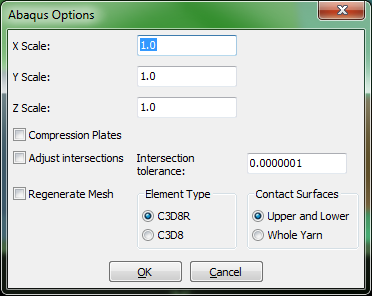 Abaqus Options
X Scale: 1.0
Y Scale: 1.0
Z Scale: 1.0
Compression Plates
Adjust intersections Intersection tolerance: 0.0000001
Regenerate Mesh Element Type Contact Surfaces
C3D8R Upper and Lower
C3D8 Whole Yarn
OK Cancel